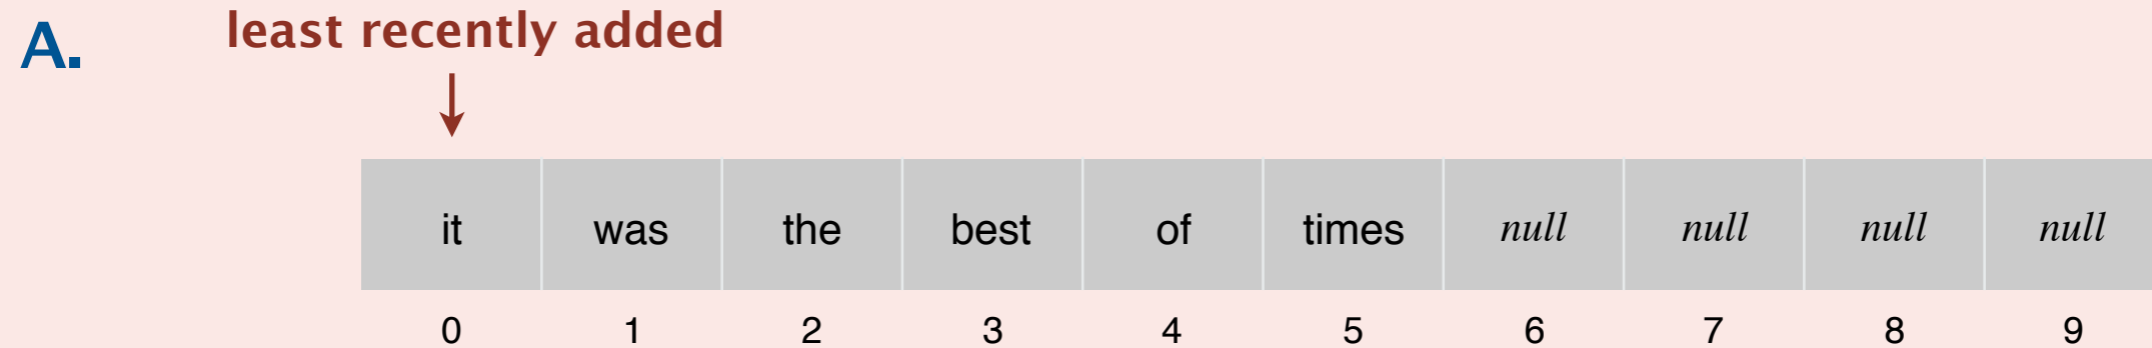 A.
least recently added
it was the best of times null null null null
0 1 2 3 4 5 6 7 8 9